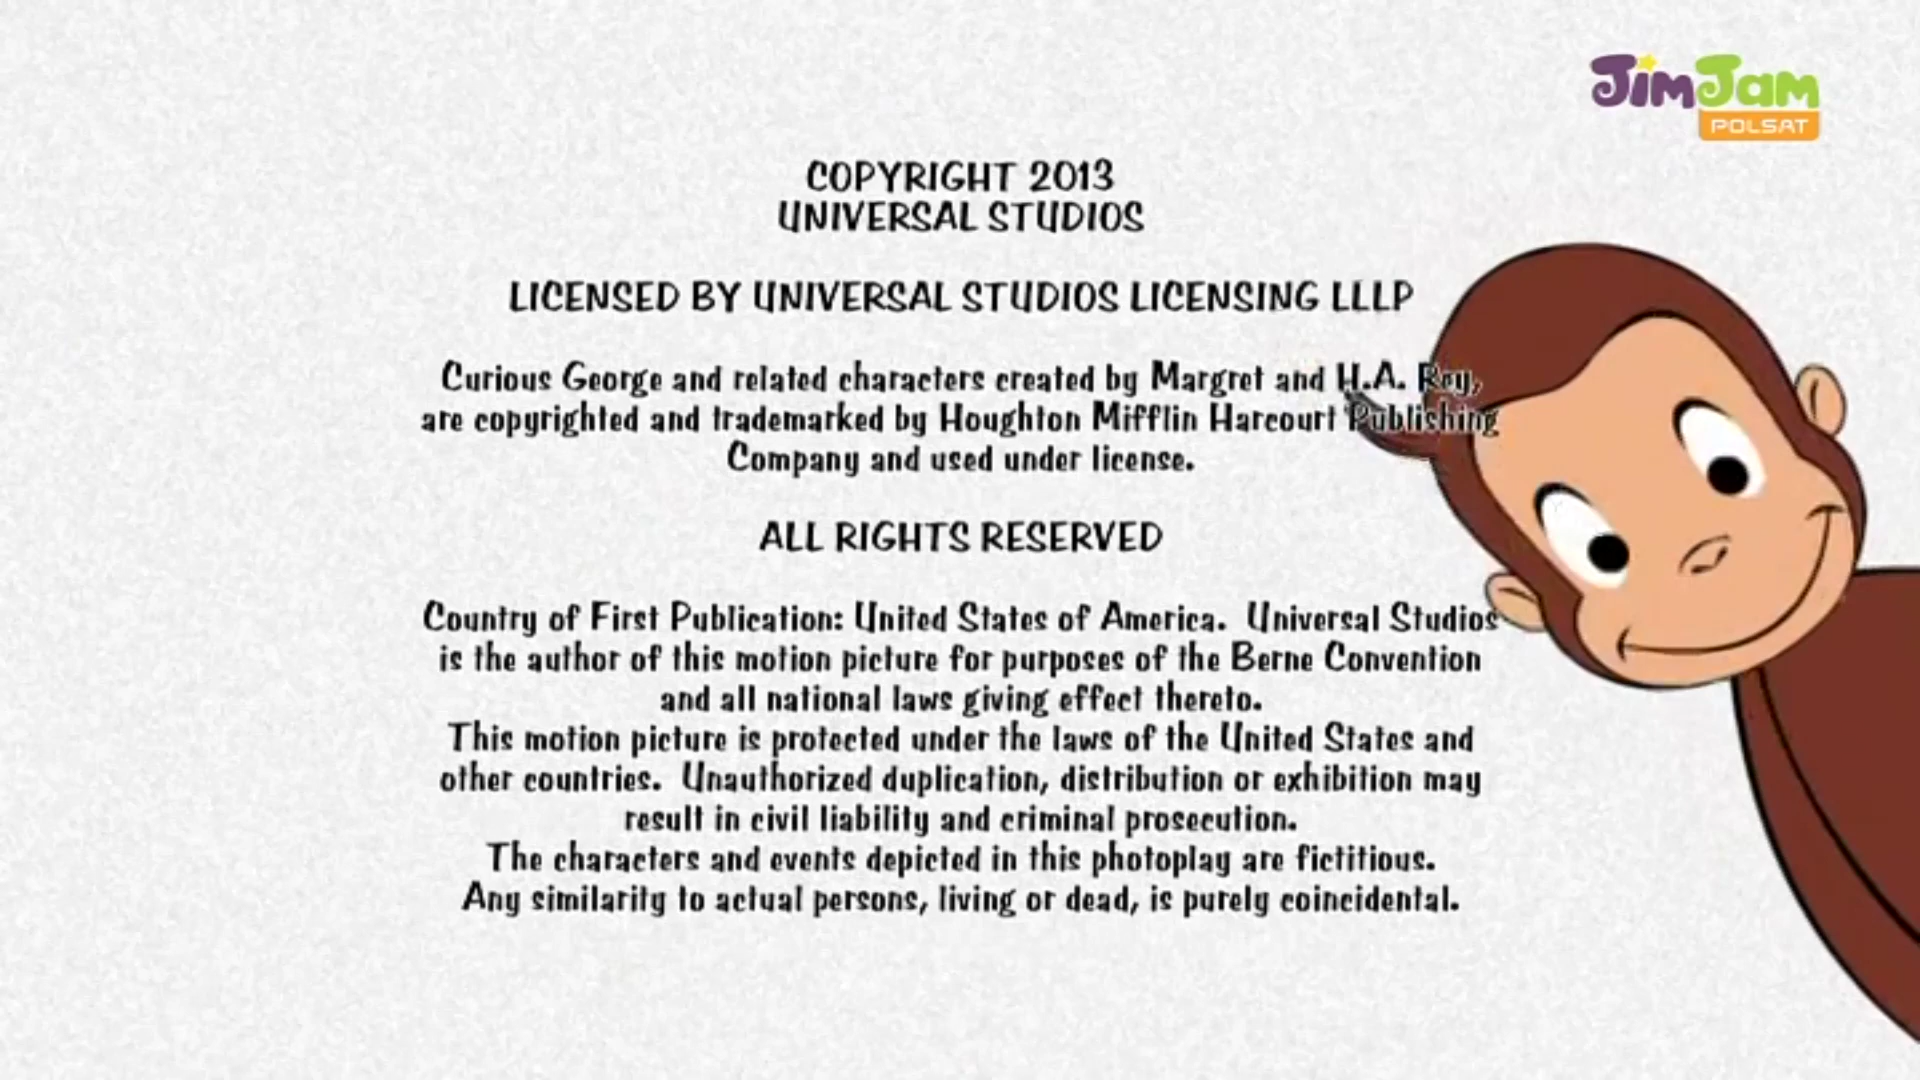 JimJam
POLSAT
COPYRIGHT 2013
UNIVERSAL STUDIOS
LICENSED BY UNIVERSAL STUDIOS LICENSING LLLP
Curious George and related characters created by Margret and H.A. Rey,
are copyrighted and trademarked by Houghton Mifflin Harcourt Publishing
Company and used under license.
ALL RIGHTS RESERVED
Country of First Publication: United States of America. Universal Studios
is the author of this motion picture for purposes of the Berne Convention
and all national laws giving effect thereto.
This motion picture is protected under the laws of the United States and
other countries. Unauthorized duplication, distribution or exhibition may
result in civil liability and criminal prosecution.
The characters and events depicted in this photoplay are fictitious.
Any similarity to actual persons, living or dead, is purely coincidental.